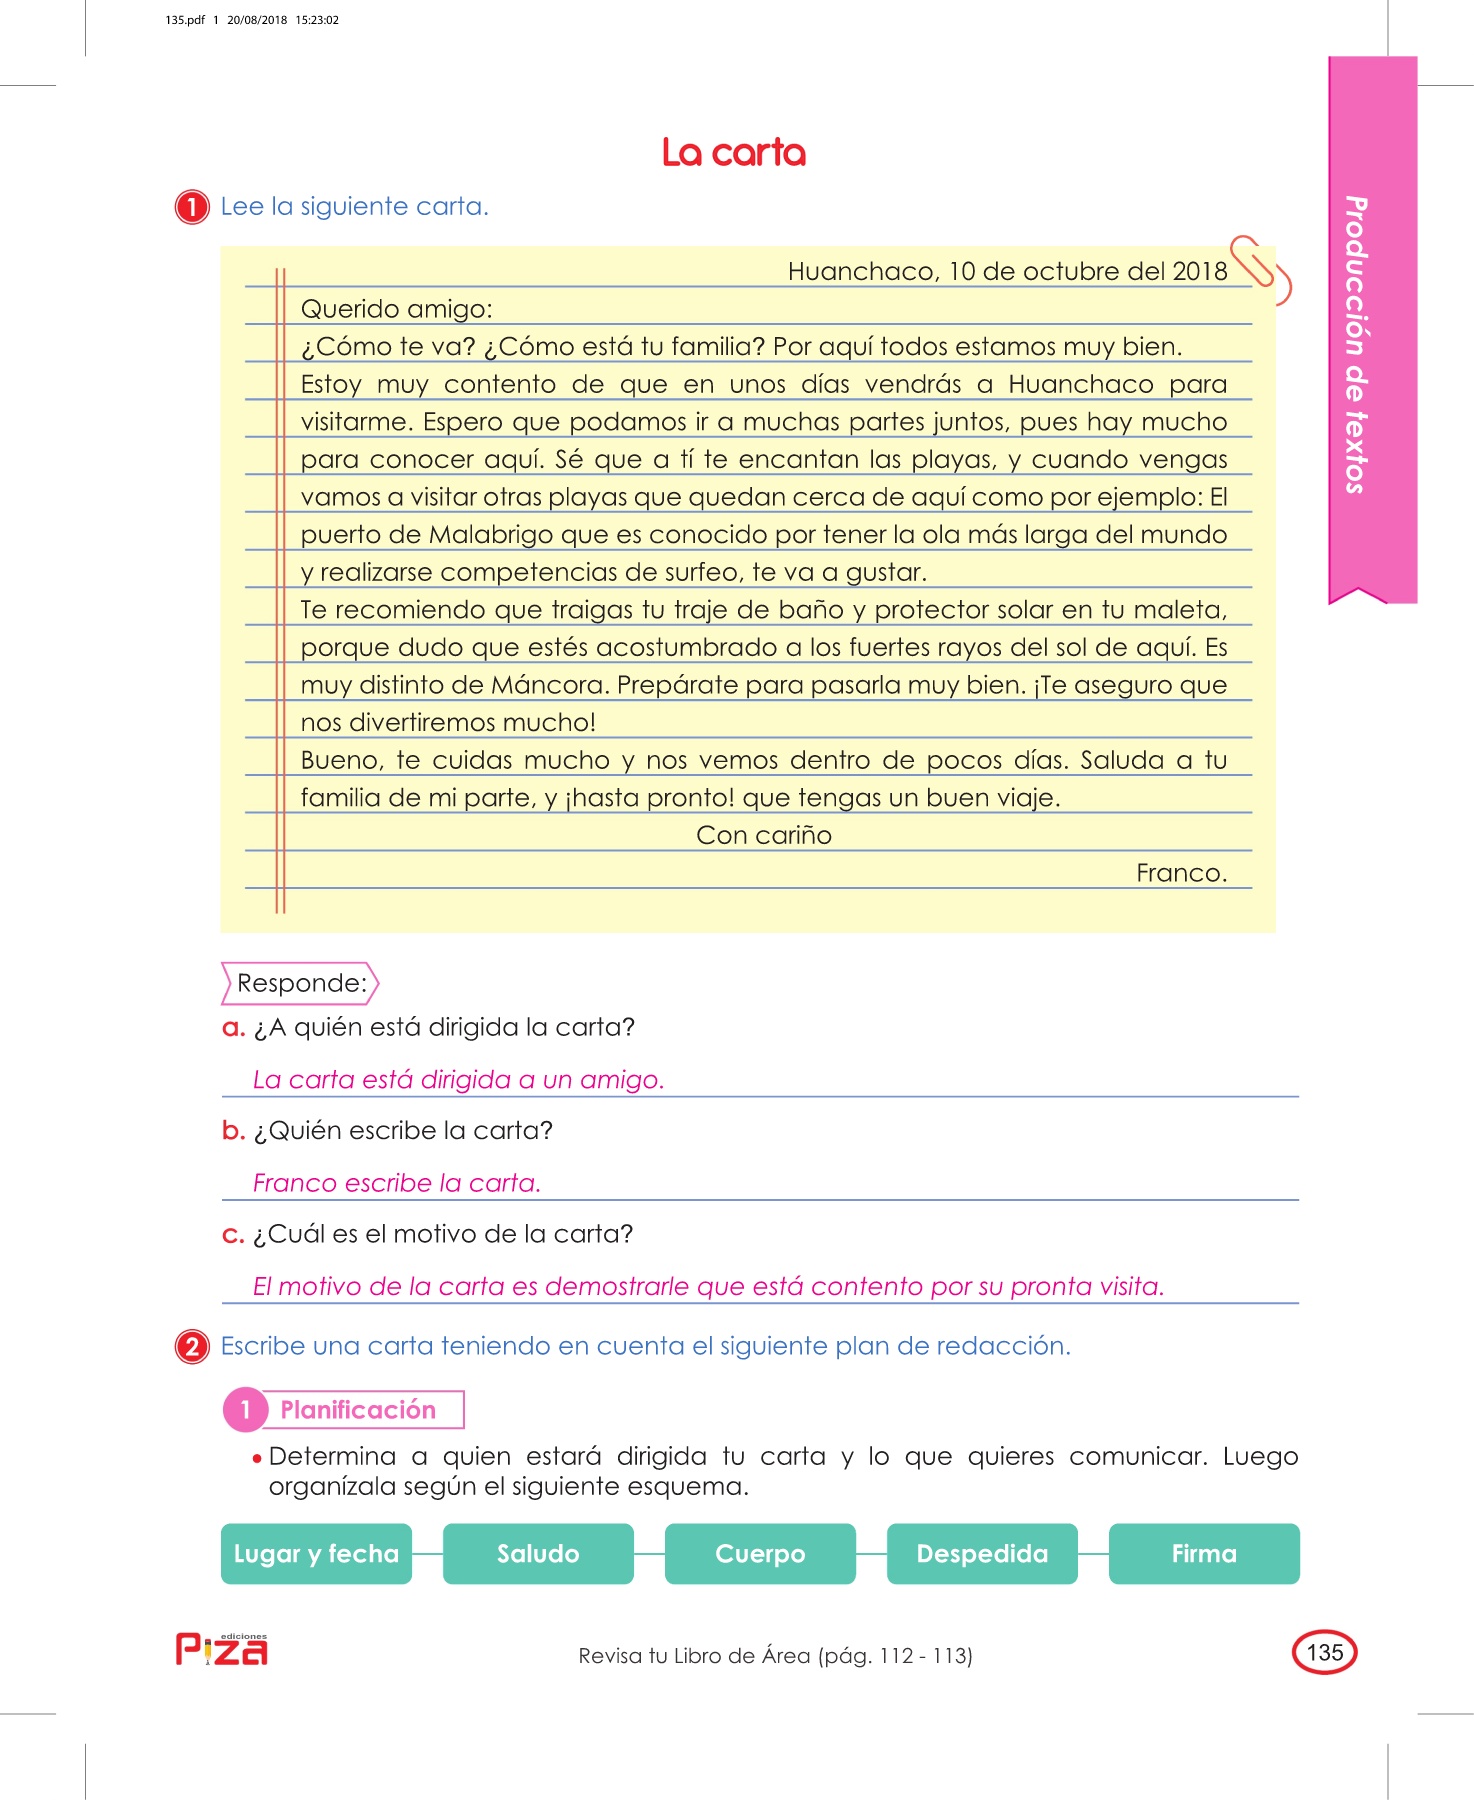 135.pdf 1 20/08/2018 15:23:02
La carta
1 Lee la siguiente carta.
Huanchaco, 10 de octubre del 2018
Querido amigo:
¿Cómo te va? ¿Cómo está tu familia? Por aquí todos estamos muy bien.
Estoy muy contento de que en unos días vendrás a Huanchaco para
visitarme. Espero que podamos ir a muchas partes juntos, pues hay mucho
para conocer aquí. Sé que a tí te encantan las playas, y cuando vengas
vamos a visitar otras playas que quedan cerca de aquí como por ejemplo: El
puerto de Malabrigo que es conocido por tener la ola más larga del mundo
y realizarse competencias de surfeo, te va a gustar.
Te recomiendo que traigas tu traje de baño y protector solar en tu maleta,
porque dudo que estés acostumbrado a los fuertes rayos del sol de aquí. Es
muy distinto de Máncora. Prepárate para pasarla muy bien. ¡Te aseguro que
nos divertiremos mucho!
Bueno, te cuidas mucho y nos vemos dentro de pocos días. Saluda a tu
familia de mi parte, y ¡hasta pronto! que tengas un buen viaje.
Con cariño
Franco.
Producción de textos
Responde:
a. ¿A quién está dirigida la carta?
La carta está dirigida a un amigo.
b. ¿Quién escribe la carta?
Franco escribe la carta.
c. ¿Cuál es el motivo de la carta?
El motivo de la carta es demostrarle que está contento por su pronta visita.
2 Escribe una carta teniendo en cuenta el siguiente plan de redacción.
1 Planificación
• Determina a quien estará dirigida tu carta y lo que quieres comunicar. Luego
organízala según el siguiente esquema.
Lugar y fecha Saludo Cuerpo Despedida Firma
ediciones
Piza
Revisa tu Libro de Área (pág. 112 - 113)
135